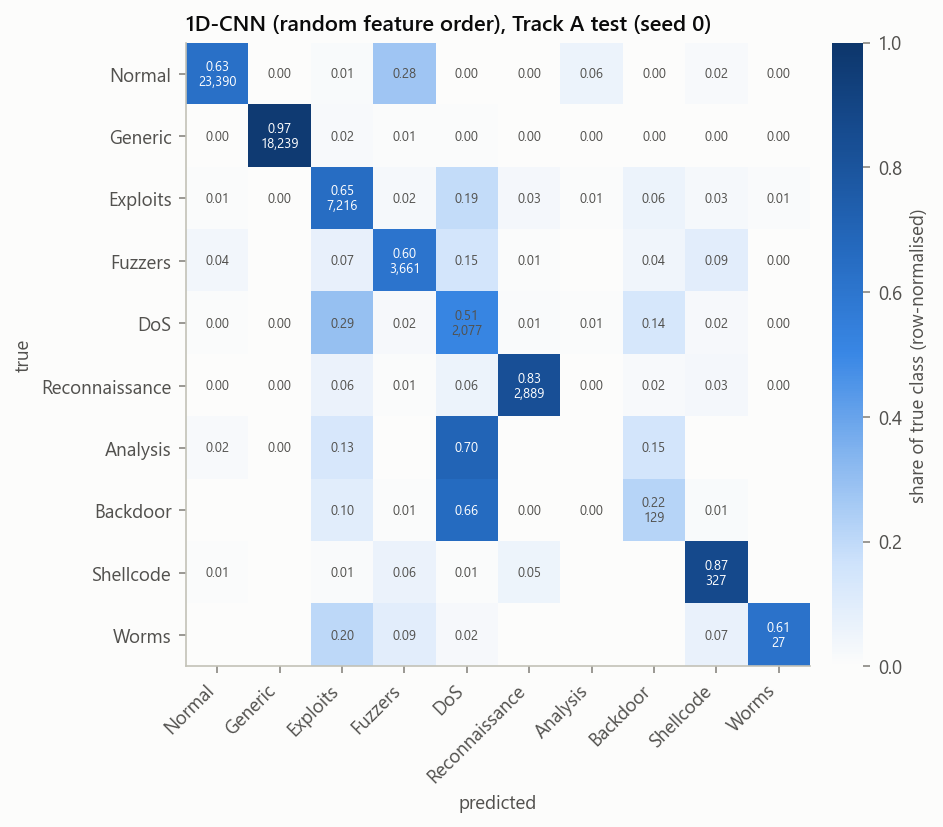 1D-CNN (random feature order), Track A test (seed 0)
Normal 0.63 0.00 0.01 0.28 0.00 0.00 0.06 0.00 0.02 0.00
23,390
Generic 0.00 0.97 0.02 0.01 0.00 0.00 0.00 0.00 0.00 0.00
18,239
Exploits 0.01 0.00 0.65 0.02 0.19 0.03 0.01 0.06 0.03 0.01
7,216
Fuzzers 0.04 0.07 0.60 0.15 0.01 0.04 0.09 0.00
3,661
DoS 0.00 0.00 0.29 0.02 0.51 0.01 0.01 0.14 0.02 0.00
2,077
Reconnaissance 0.00 0.00 0.06 0.01 0.06 0.83 0.00 0.02 0.03 0.00
2,889
Analysis 0.02 0.00 0.13 0.70 0.15
Backdoor 0.10 0.01 0.66 0.00 0.00 0.22 0.01
129
Shellcode 0.01 0.01 0.06 0.01 0.05 0.87
327
Worms 0.20 0.09 0.02 0.07 0.61
27
true
Normal Generic Exploits Fuzzers DoS Reconnaissance Analysis Backdoor Shellcode Worms
predicted
1.0
0.8
0.6
0.4
0.2
0.0
share of true class (row-normalised)